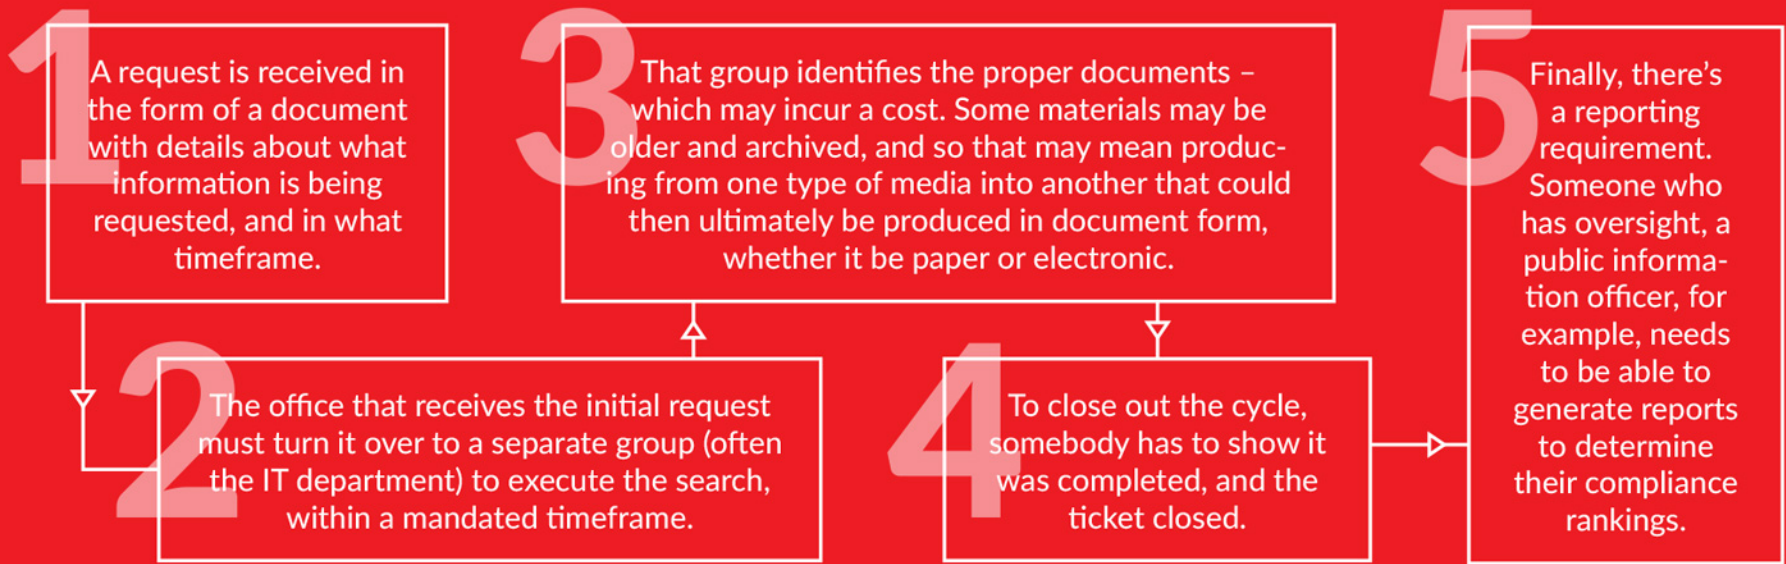 1
A request is received in
the form of a document
with details about what
information is being
requested, and in what
timeframe.
2
The office that receives the initial request
must turn it over to a separate group (often
the IT department) to execute the search,
within a mandated timeframe.
3
That group identifies the proper documents –
which may incur a cost. Some materials may be
older and archived, and so that may mean produc-
ing from one type of media into another that could
then ultimately be produced in document form,
whether it be paper or electronic.
4
To close out the cycle,
somebody has to show it
was completed, and the
ticket closed.
5
Finally, there’s
a reporting
requirement.
Someone who
has oversight, a
public informa-
tion officer, for
example, needs
to be able to
generate reports
to determine
their compliance
rankings.